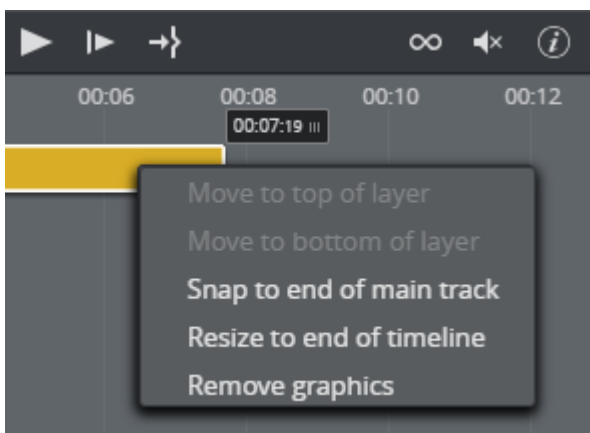 00:06 00:08 00:10 00:12
00:07:19
Move to top of layer
Move to bottom of layer
Snap to end of main track
Resize to end of timeline
Remove graphics